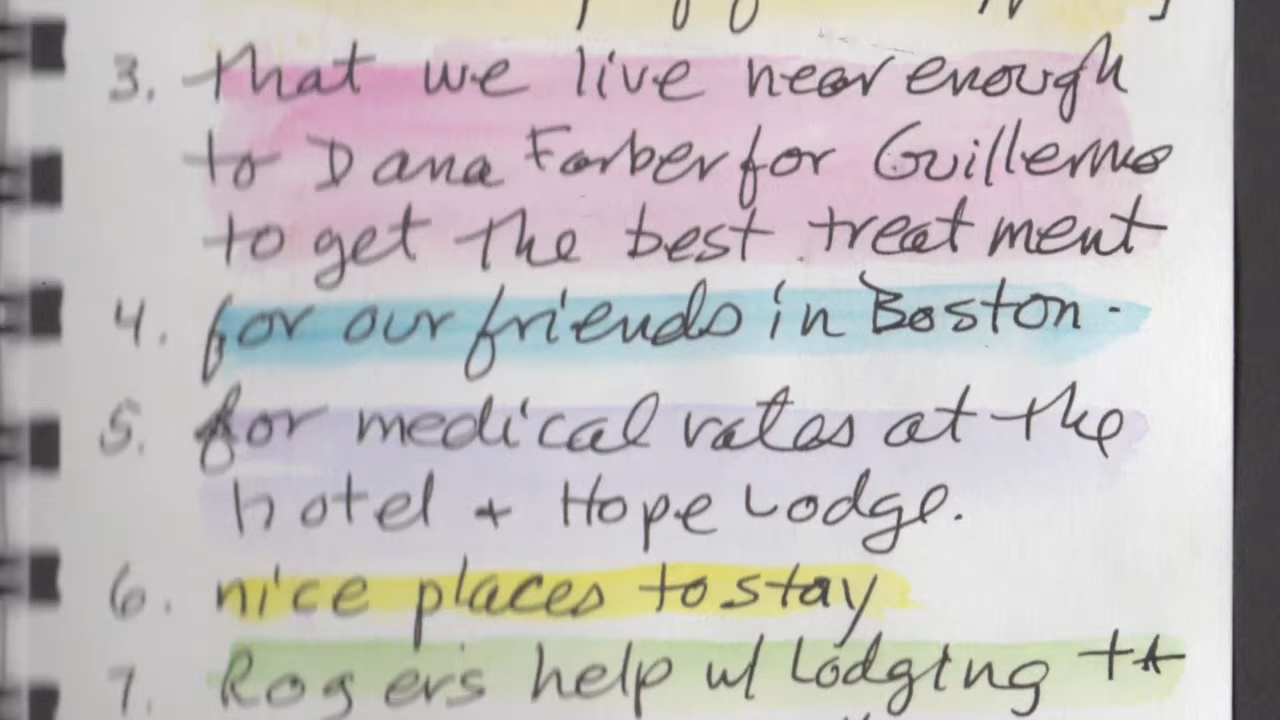 3. that we live near enough
to Dana Farber for Guillermo
to get the best treatment
4. for our friends in Boston.
5. for medical rates at the
hotel + Hope Lodge.
6. nice places to stay
7. Rogers help w/ Lodging